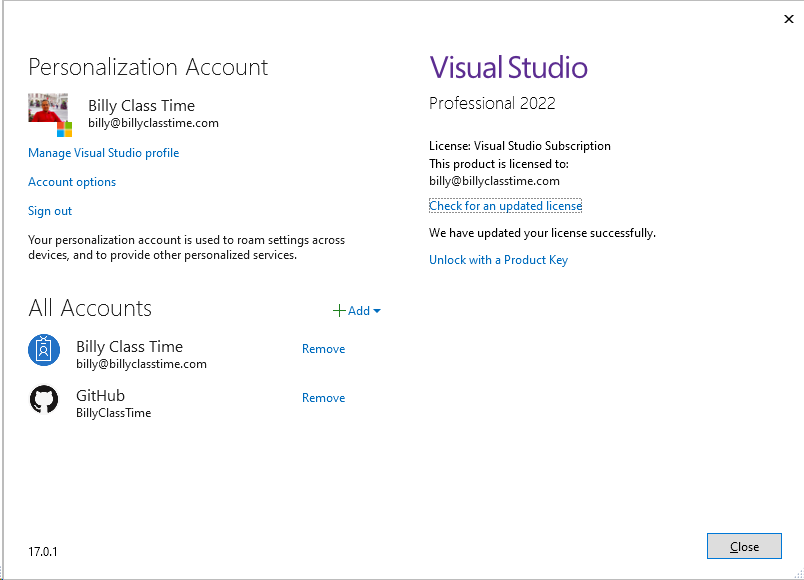 Personalization Account
Billy Class Time
billy@billyclasstime.com
Manage Visual Studio profile
Account options
Sign out
Your personalization account is used to roam settings across
devices, and to provide other personalized services.
All Accounts
Add
Billy Class Time
billy@billyclasstime.com
Remove
GitHub
BillyClassTime
Remove
17.0.1
Visual Studio
Professional 2022
License: Visual Studio Subscription
This product is licensed to:
billy@billyclasstime.com
Check for an updated license
We have updated your license successfully.
Unlock with a Product Key
Close